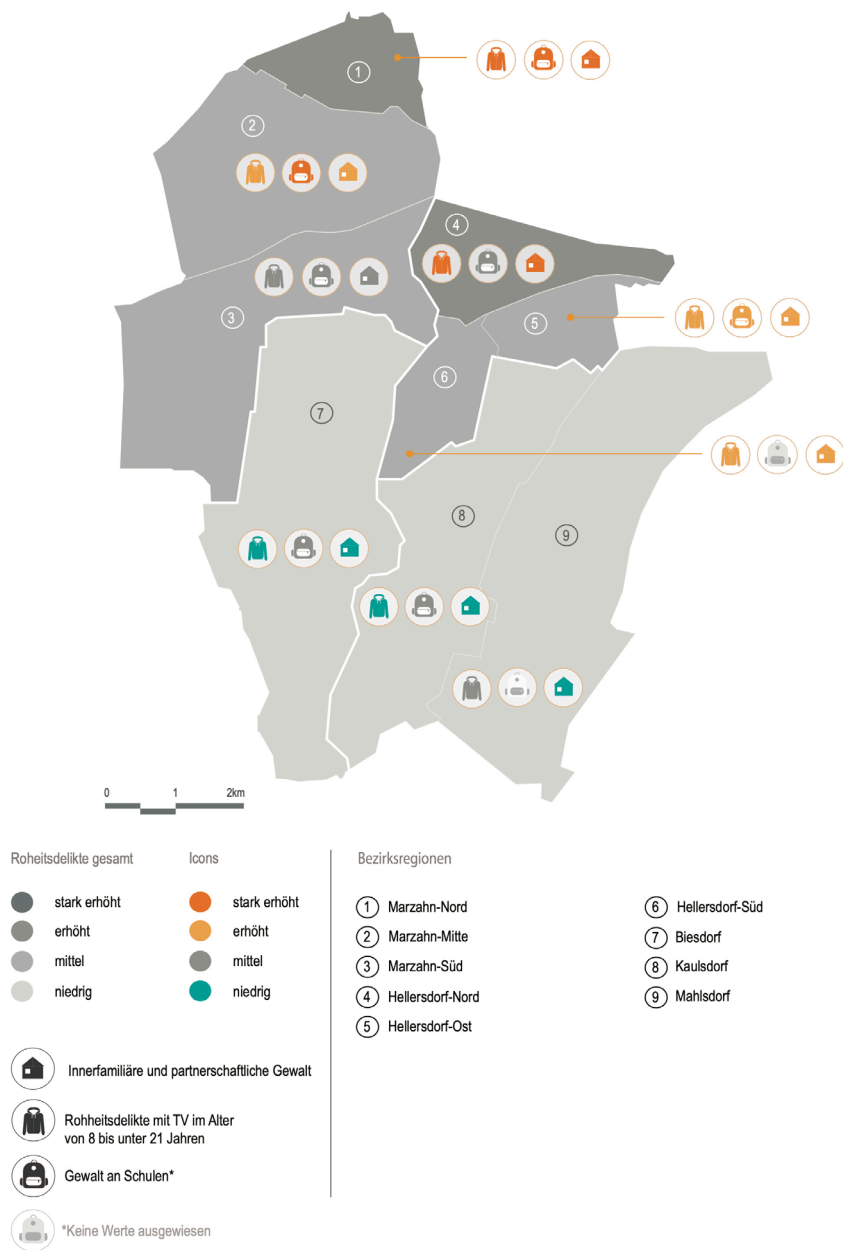 1
2
4
3
5
6
7
8
9
0 1 2km
Roheitsdelikte gesamt
stark erhöht
erhöht
mittel
niedrig
Icons
stark erhöht
erhöht
mittel
niedrig
Innerfamiliäre und partnerschaftliche Gewalt
Rohheitsdelikte mit TV im Alter
von 8 bis unter 21 Jahren
Gewalt an Schulen*
*Keine Werte ausgewiesen
Bezirksregionen
1 Marzahn-Nord
2 Marzahn-Mitte
3 Marzahn-Süd
4 Hellersdorf-Nord
5 Hellersdorf-Ost
6 Hellersdorf-Süd
7 Biesdorf
8 Kaulsdorf
9 Mahlsdorf